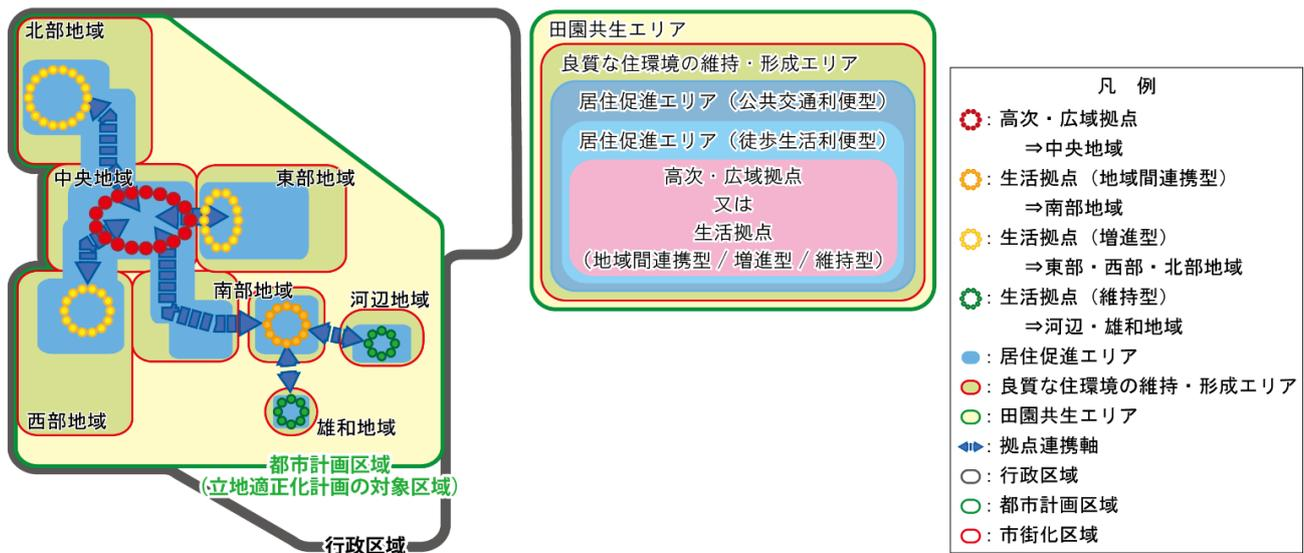 北部地域
中央地域
東部地域
南部地域
河辺地域
西部地域
雄和地域
都市計画区域
(立地適正化計画の対象区域)
行政区域
田園共生エリア
良質な住環境の維持・形成エリア
居住促進エリア（公共交通利便型）
居住促進エリア（徒歩生活利便型）
高次・広域拠点
又は
生活拠点
(地域間連携型 / 増進型 / 維持型)
凡　例
：高次・広域拠点
⇒中央地域
：生活拠点（地域間連携型）
⇒南部地域
：生活拠点（増進型）
⇒東部・西部・北部地域
：生活拠点（維持型）
⇒河辺・雄和地域
：居住促進エリア
：良質な住環境の維持・形成エリア
：田園共生エリア
：拠点連携軸
：行政区域
：都市計画区域
：市街化区域